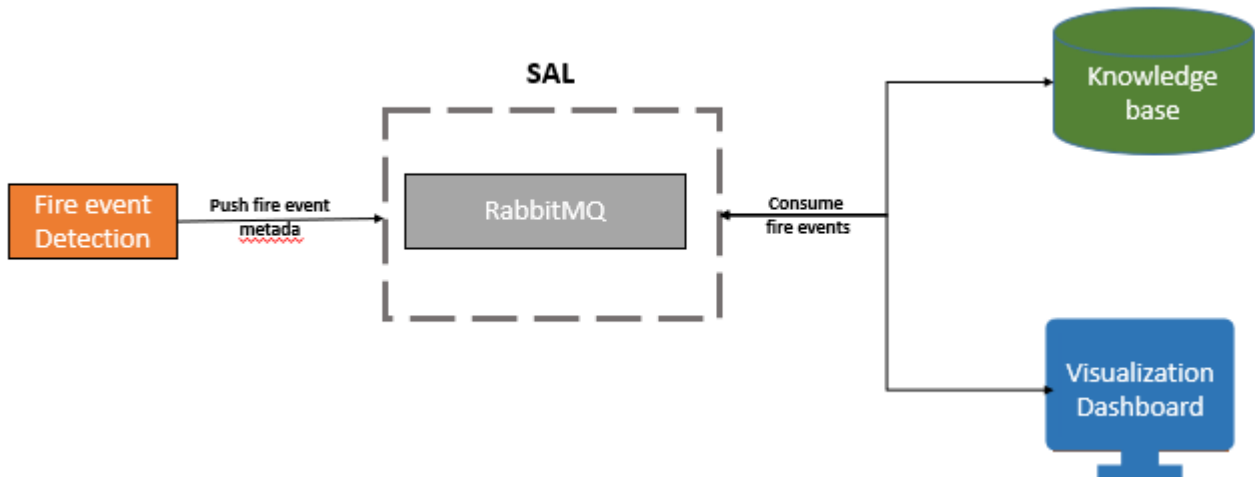 SAL
Fire event
Detection
Push fire event
metada
RabbitMQ
Consume
fire events
Knowledge
base
Visualization
Dashboard